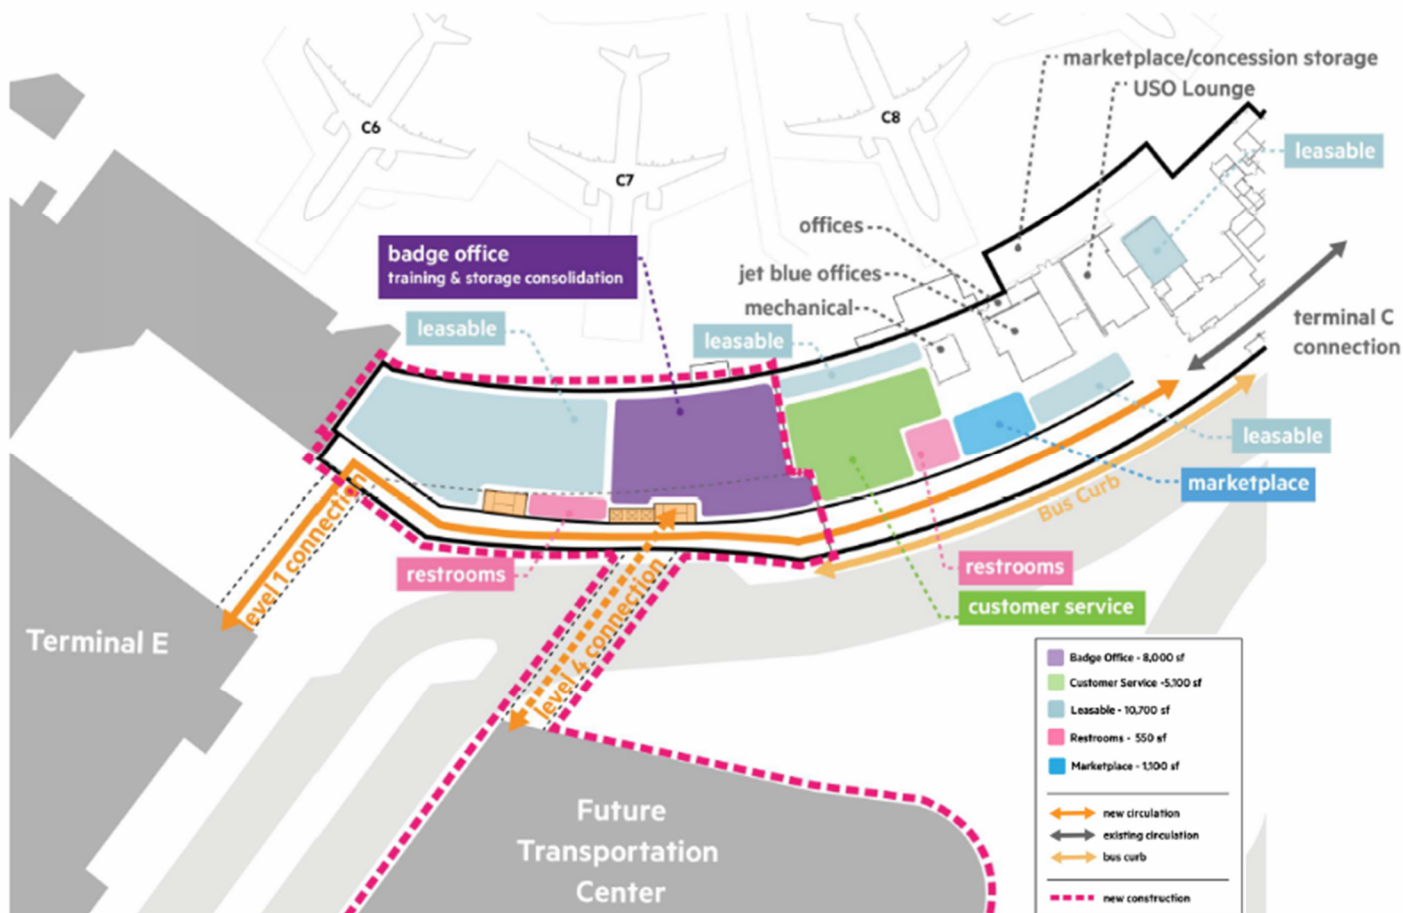 marketplace/concession storage
USO Lounge
C6
C8
leasable
C7
offices
badge office
training & storage consolidation
jet blue offices
mechanical
leasable
leasable
terminal C
connection
leasable
marketplace
Bus Curb
level 1 connection
restrooms
restrooms
customer service
level 4 connection
Terminal E
Badge Office - 8,000 sf
Customer Service -5,100 sf
Leasable - 10,700 sf
Restrooms - 550 sf
Marketplace - 1,100 sf
new circulation
existing circulation
bus curb
new construction
Future
Transportation
Center